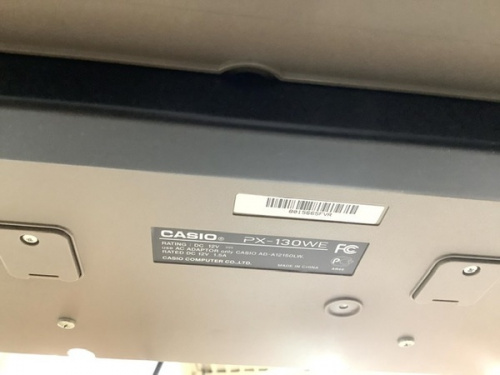 CASIO® PX-130WE FC
RATING: DC 12V
use AC ADAPTOR only CASIO AD-A12150LW
RATED DC 12V 1.5A
CASIO COMPUTER CO.,LTD. MADE IN CHINA